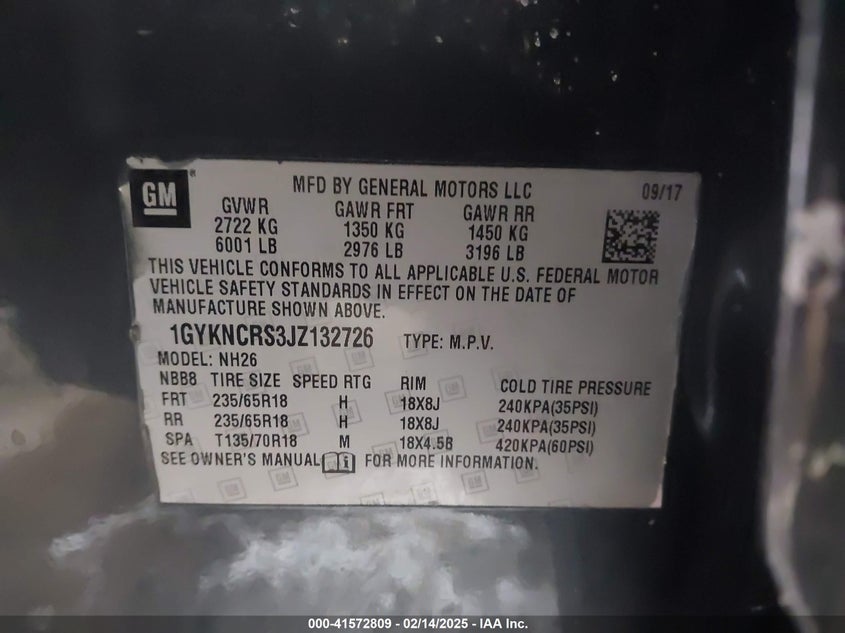 GM
®
MFD BY GENERAL MOTORS LLC 09/17
GVWR GAWR FRT GAWR RR
2722 KG 1350 KG 1450 KG
6001 LB 2976 LB 3196 LB
THIS VEHICLE CONFORMS TO ALL APPLICABLE U.S. FEDERAL MOTOR
VEHICLE SAFETY STANDARDS IN EFFECT ON THE DATE OF
MANUFACTURE SHOWN ABOVE.
1GYKNCRS3JZ132726 TYPE: M.P.V.
MODEL: NH26
NBB8 TIRE SIZE SPEED RTG RIM COLD TIRE PRESSURE
FRT 235/65R18 H 18X8J 240KPA(35PSI)
RR 235/65R18 H 18X8J 240KPA(35PSI)
SPA T135/70R18 M 18X4.5B 420KPA(60PSI)
SEE OWNER'S MANUAL FOR MORE INFORMATION.
000-41572809 - 02/14/2025 - IAA Inc.